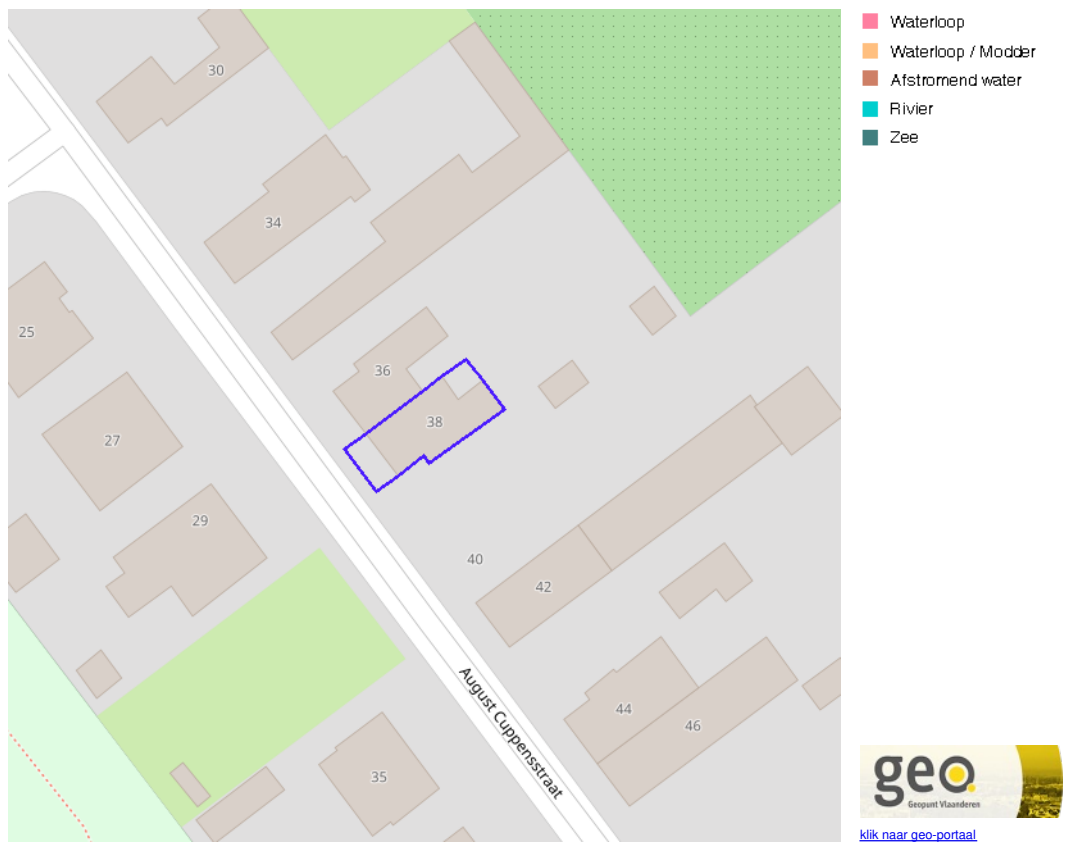 Waterloop
Waterloop / Modder
Afstromend water
Rivier
Zee
30
34
25
36
38
27
29
40
42
August Cuppensstraat
44
46
35
geo
Geopunt Vlaanderen
klik naar geo-portaal